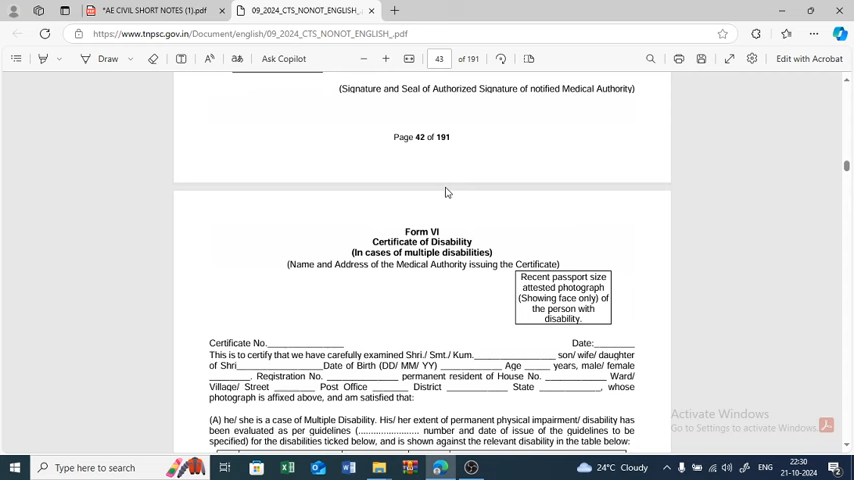 *AE CIVIL SHORT NOTES (1).pdf
09_2024_CTS_NONOT_ENGLISH_.pdf
https://www.tnpsc.gov.in/Document/english/09_2024_CTS_NONOT_ENGLISH_.pdf
Draw
Ask Copilot
43 of 191
Edit with Acrobat
(Signature and Seal of Authorized Signature of notified Medical Authority)
Page 42 of 191
Form VI
Certificate of Disability
(In cases of multiple disabilities)
(Name and Address of the Medical Authority issuing the Certificate)
Recent passport size
attested photograph
(Showing face only) of
the person with
disability.
Certificate No.________________ Date:________
This is to certify that we have carefully examined Shri./ Smt./ Kum.________________ son/ wife/ daughter
of Shri_________________Date of Birth (DD/ MM/ YY) ____________ Age _____ years, male/ female
________. Registration No. ______________ permanent resident of House No. ____________ Ward/
Village/ Street ________ Post Office _______ District ____________ State ____________, whose
photograph is affixed above, and am satisfied that:
(A) he/ she is a case of Multiple Disability. His/ her extent of permanent physical impairment/ disability has
been evaluated as per guidelines (........................ number and date of issue of the guidelines to be
specified) for the disabilities ticked below, and is shown against the relevant disability in the table below:
Activate Windows
Go to Settings to activate Windows.
Type here to search
24°C Cloudy
ENG
22:30
21-10-2024
2